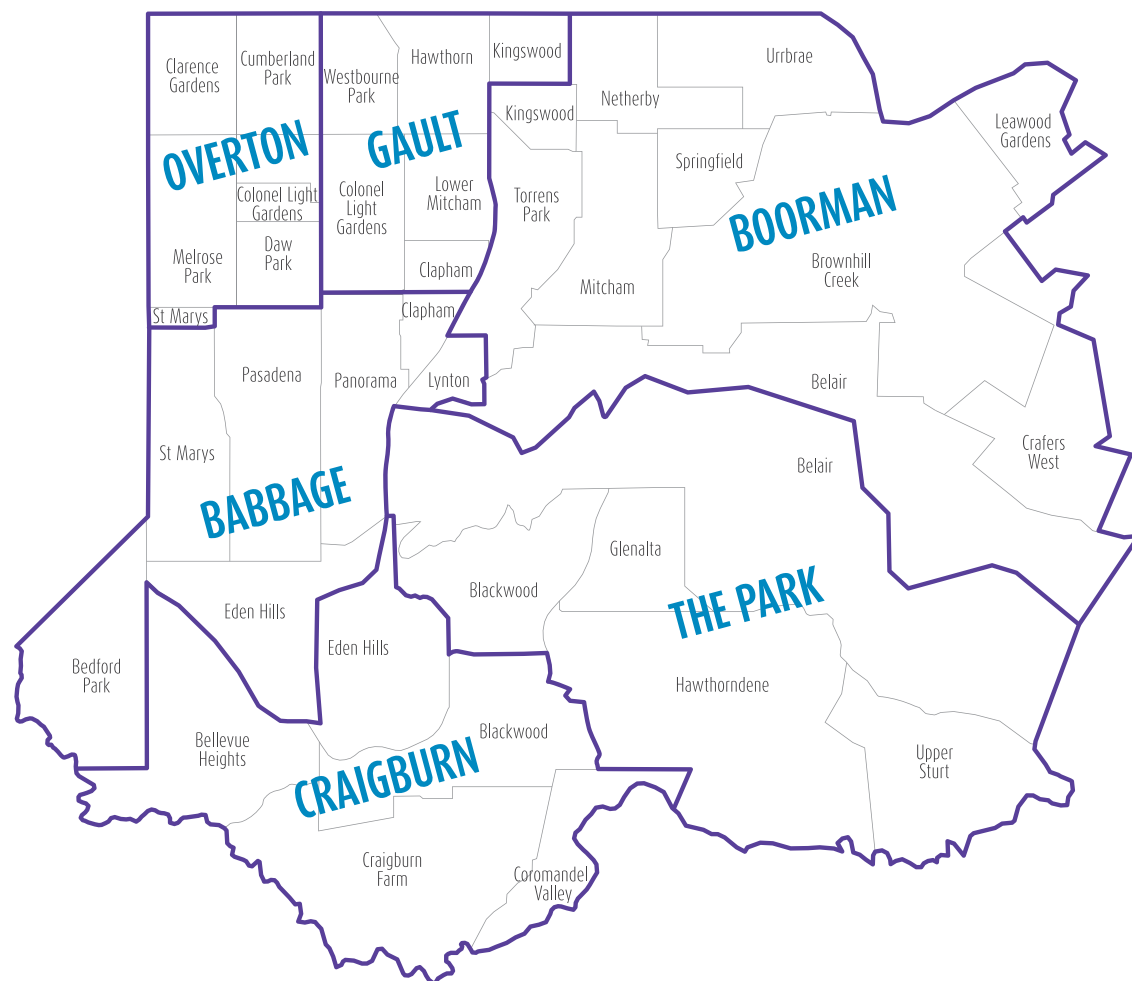 Clarence
Gardens
Cumberland
Park
Westbourne
Park
Hawthorn
Kingswood
Urrbrae
Netherby
Kingswood
Leawood
Gardens
OVERTON
GAULT
Springfield
Colonel Light
Gardens
Colonel
Light
Gardens
Lower
Mitcham
Torrens
Park
BOORMAN
Melrose
Park
Daw
Park
Clapham
Mitcham
Brownhill
Creek
St Marys
Clapham
Pasadena
Panorama
Lynton
Belair
St Marys
Crafers
West
Belair
BABBAGE
Glenalta
Blackwood
THE PARK
Eden Hills
Eden Hills
Bedford
Park
Hawthorndene
Bellevue
Heights
Blackwood
Upper
Sturt
CRAIGBURN
Craigburn
Farm
Coromandel
Valley